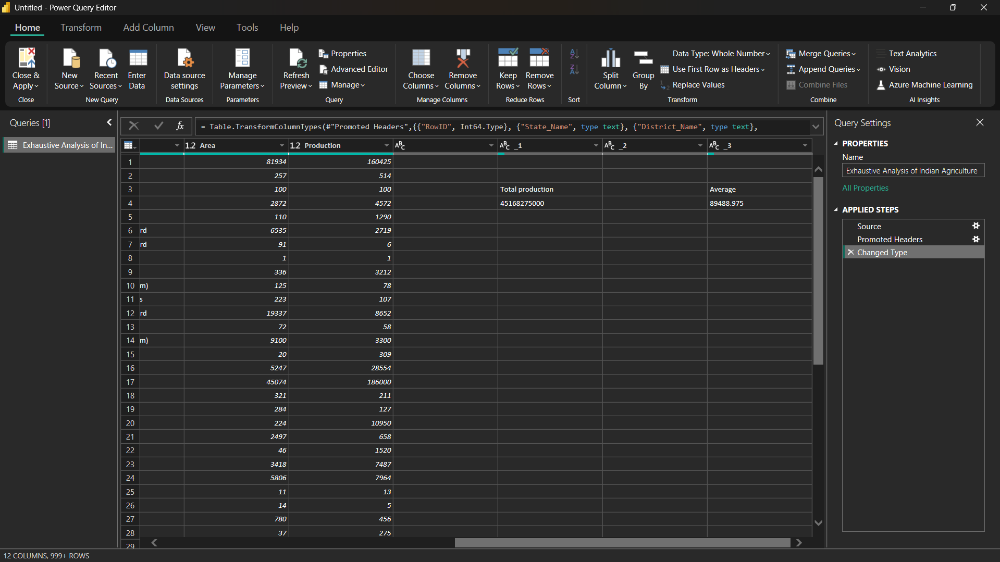 Untitled - Power Query Editor
Home Transform Add Column View Tools Help
Close & Apply
Close
New Source
Recent Sources
Enter Data
New Query
Data source settings
Data Sources
Manage Parameters
Parameters
Refresh Preview
Properties
Advanced Editor
Manage
Query
Choose Columns
Remove Columns
Manage Columns
Keep Rows
Remove Rows
Reduce Rows
A Z
Z A
Sort
Split Column
Group By
Data Type: Whole Number
Use First Row as Headers
1 2 Replace Values
Transform
Merge Queries
Append Queries
Combine Files
Combine
Text Analytics
Vision
Azure Machine Learning
AI Insights
Queries [1]
Exhaustive Analysis of In...
fx = Table.TransformColumnTypes(#"Promoted Headers",{{"RowID", Int64.Type}, {"State_Name", type text}, {"District_Name", type text},
1.2 Area 1.2 Production ABC ABC _1 ABC _2 ABC _3
1 81934 160425
2 257 514
3 100 100 Total production Average
4 2872 4572 45168275000 89488.975
5 110 1290
6 rd 6535 2719
7 rd 91 6
8 1 1
9 336 3212
10 m) 125 78
11 s 223 107
12 rd 19337 8652
13 72 58
14 m) 9100 3300
15 20 309
16 5247 28554
17 45074 186000
18 321 211
19 284 127
20 224 10950
21 2497 658
22 46 1520
23 3418 7487
24 5806 7964
25 11 13
26 14 5
27 780 456
28 37 275
29
Query Settings
PROPERTIES
Name
Exhaustive Analysis of Indian Agriculture
All Properties
APPLIED STEPS
Source
Promoted Headers
Changed Type
12 COLUMNS, 999+ ROWS